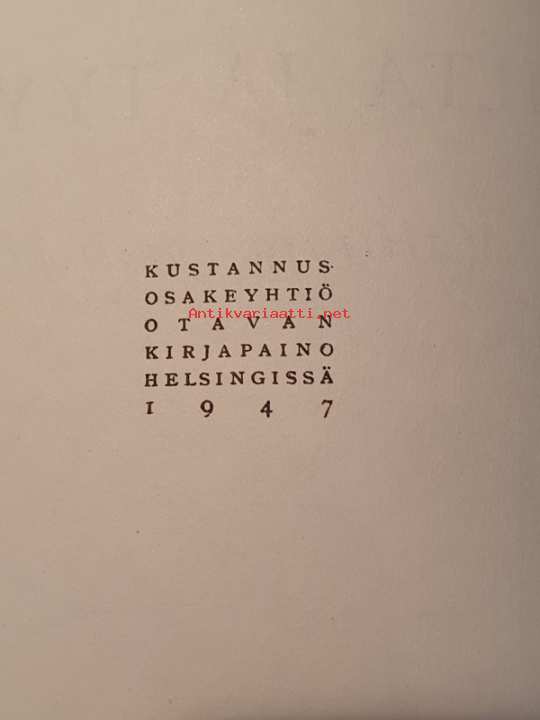 KUSTANNUS-
OSAKEYHTIÖ
Antikvariaatti.net
OTAVAN
KIRJAPAINO
HELSINGISSÄ
1947